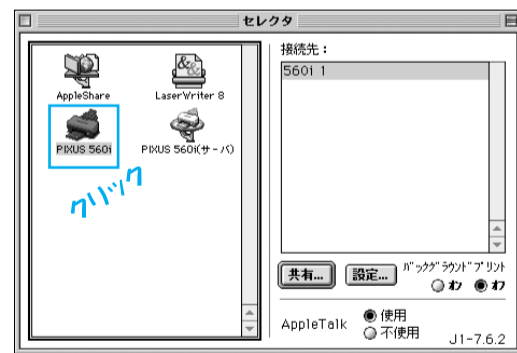 セレクタ
AppleShare
LaserWriter 8
PIXUS 560i
PIXUS 560i(サーバ)
クリック
接続先：
560i 1
共有...
設定...
バックグラウンドプリント
オン
オフ
AppleTalk
使用
不使用
J1-7.6.2